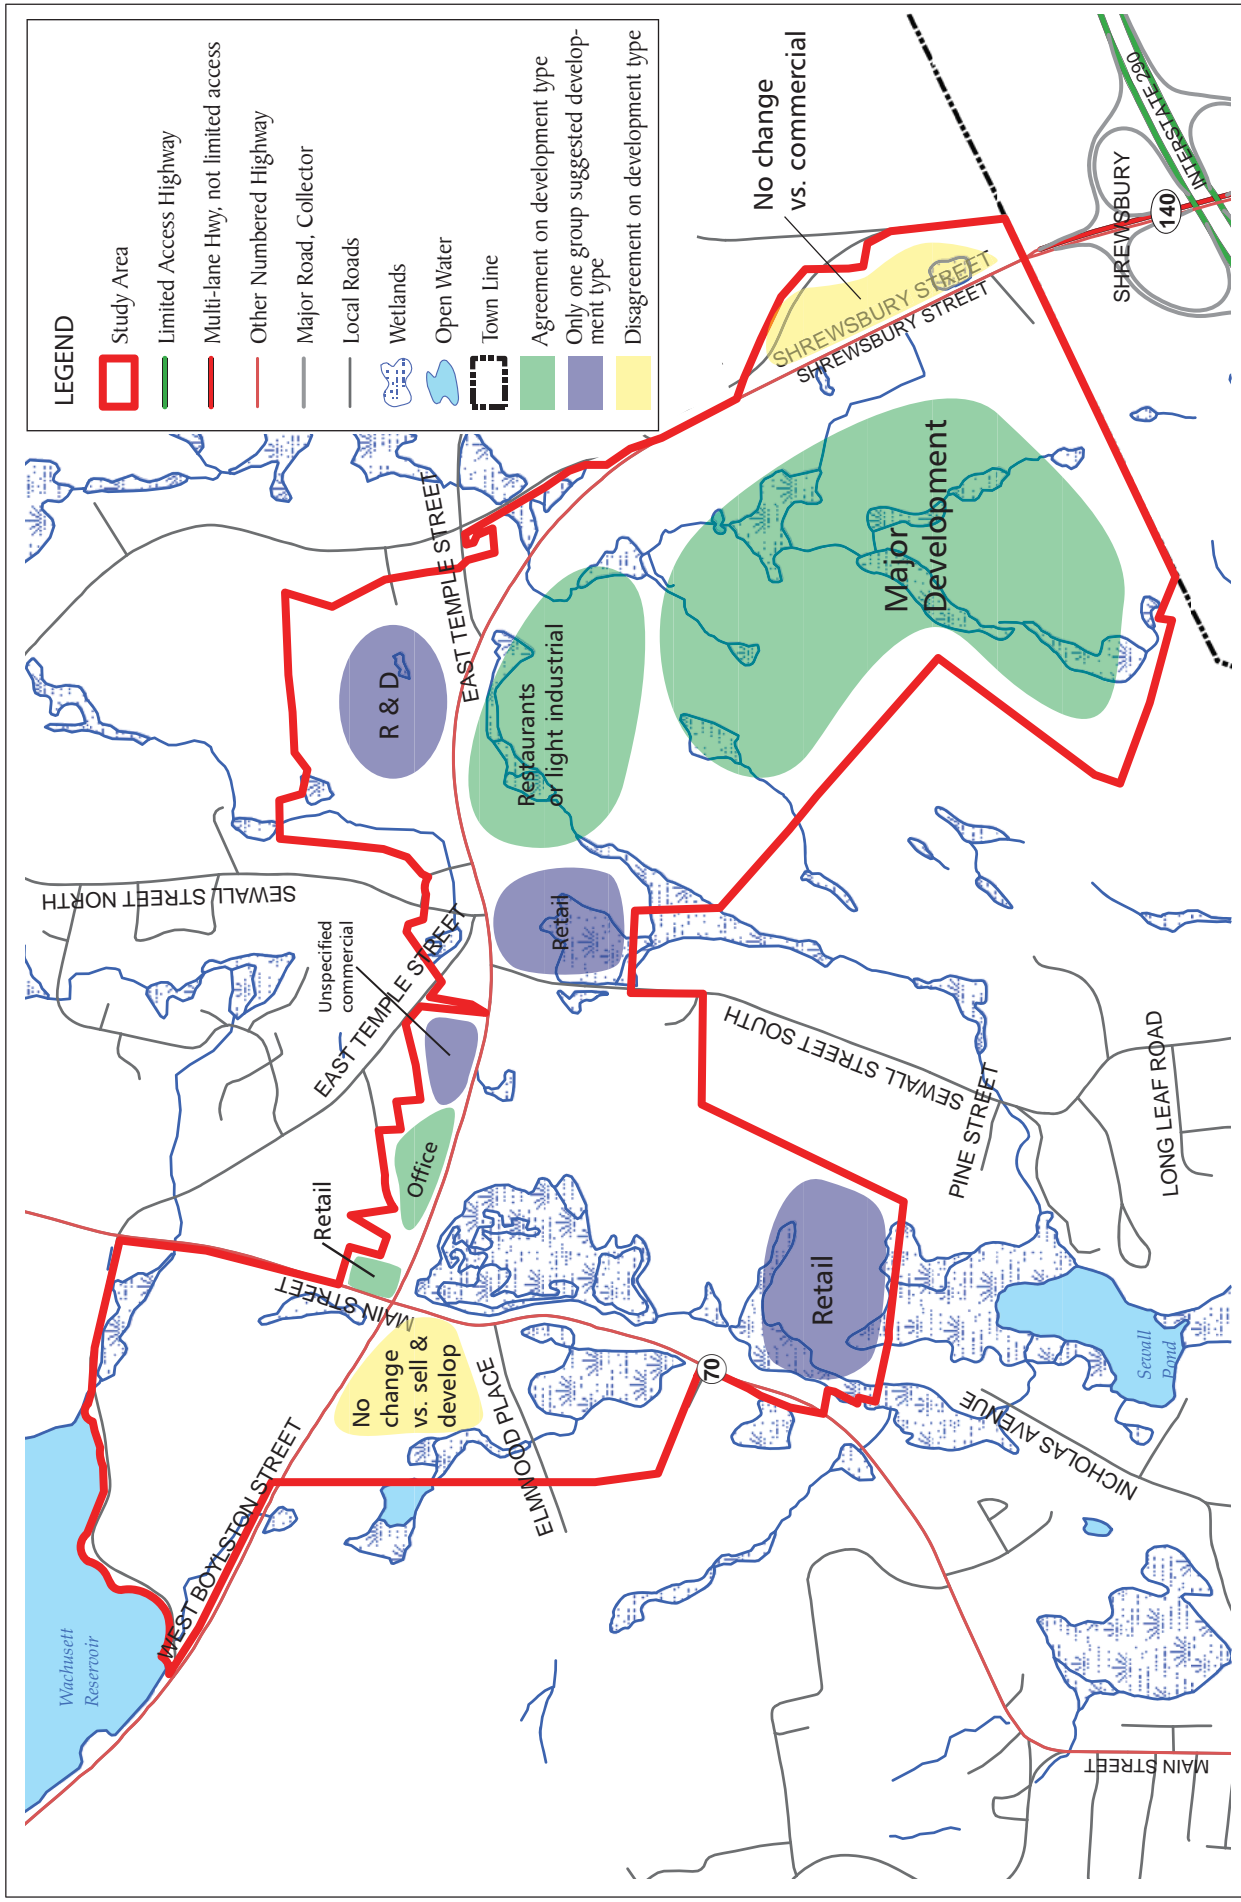 LEGEND
Study Area
Limited Access Highway
Multi-lane Hwy, not limited access
Other Numbered Highway
Major Road, Collector
Local Roads
Wetlands
Open Water
Town Line
Agreement on development type
Only one group suggested develop-
ment type
Disagreement on development type
Wachusett
Reservoir
WEST BOYLSTON STREET
MAIN STREET
No
change
vs. sell &
develop
ELMWOOD PLACE
70
Retail
Office
Unspecified
commercial
EAST TEMPLE STREET
SEWALL STREET NORTH
R & D
EAST TEMPLE STREET
Retail
Restaurants
or light industrial
Major
Development
No change
vs. commercial
SHREWSBURY STREET
SHREWSBURY STREET
SHREWSBURY
140
INTERSTATE 290
SEWALL STREET SOUTH
PINE STREET
LONG LEAF ROAD
Retail
Sewall
Pond
NICHOLAS AVENUE
MAIN STREET